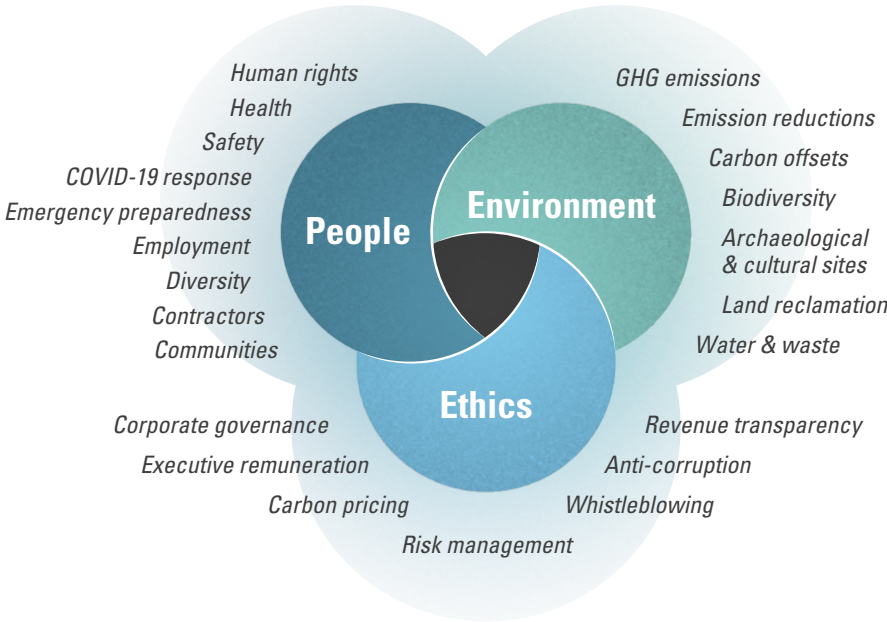 Human rights
Health
Safety
COVID-19 response
Emergency preparedness
Employment
Diversity
Contractors
Communities
People
GHG emissions
Emission reductions
Carbon offsets
Biodiversity
Archaeological
& cultural sites
Land reclamation
Water & waste
Environment
Ethics
Corporate governance
Executive remuneration
Carbon pricing
Risk management
Revenue transparency
Anti-corruption
Whistleblowing